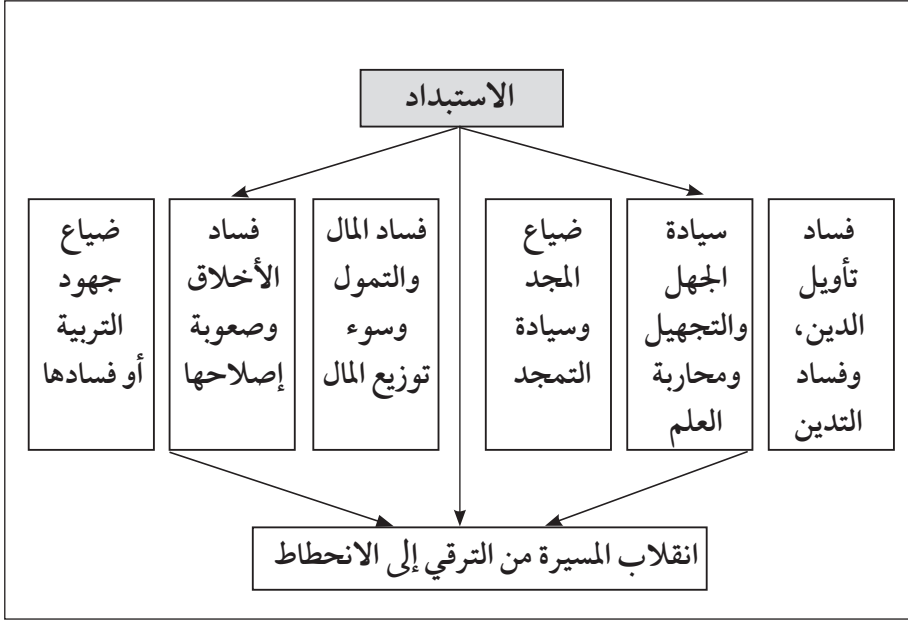 الاستبداد
فساد
تأويل
الدين،
وفساد
التدين
سيادة
الجهل
والتجهيل
ومحاربة
العلم
ضياع
المجد
وسيادة
التمجد
فساد المال
والتمول
وسوء
توزيع المال
فساد
الأخلاق
وصعوبة
إصلاحها
ضياع
جهود
التربية
أو فسادها
انقلاب المسيرة من الترقي إلى الانحطاط